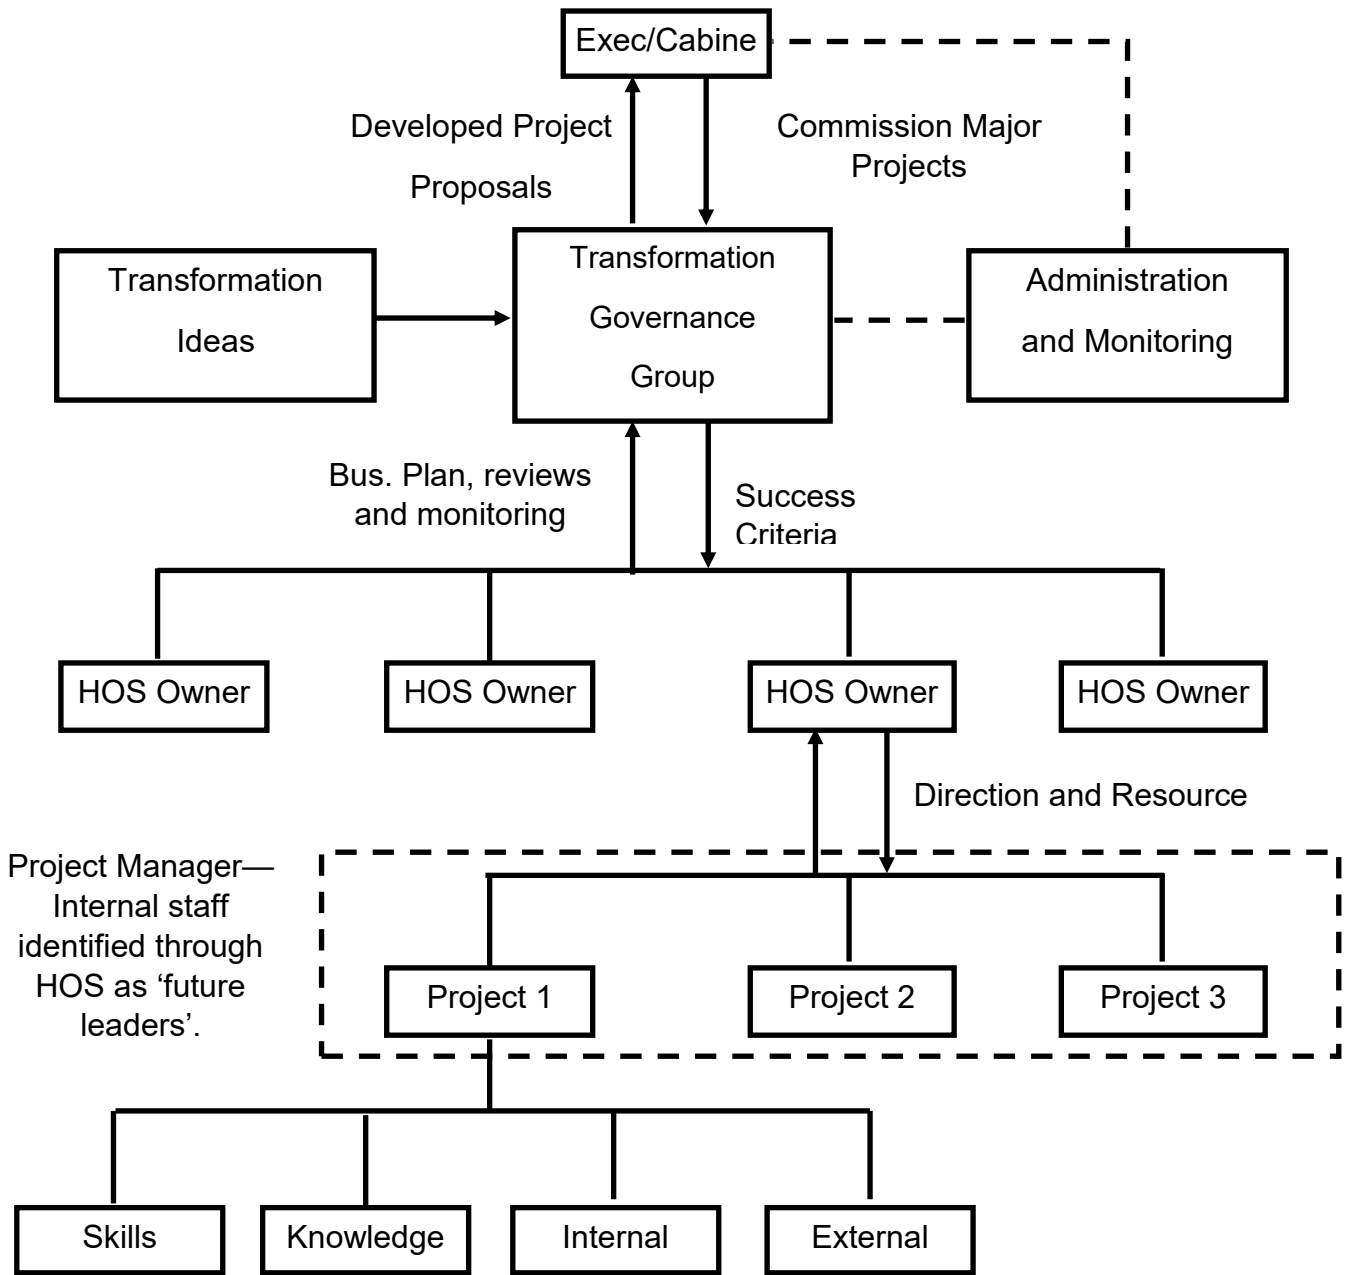 Exec/Cabine
Developed Project
Proposals
Commission Major
Projects
Transformation
Ideas
Transformation
Governance
Group
Administration
and Monitoring
Bus. Plan, reviews
and monitoring
Success
Criteria
HOS Owner
HOS Owner
HOS Owner
HOS Owner
Direction and Resource
Project Manager—
Internal staff
identified through
HOS as ‘future
leaders’.
Project 1
Project 2
Project 3
Skills
Knowledge
Internal
External